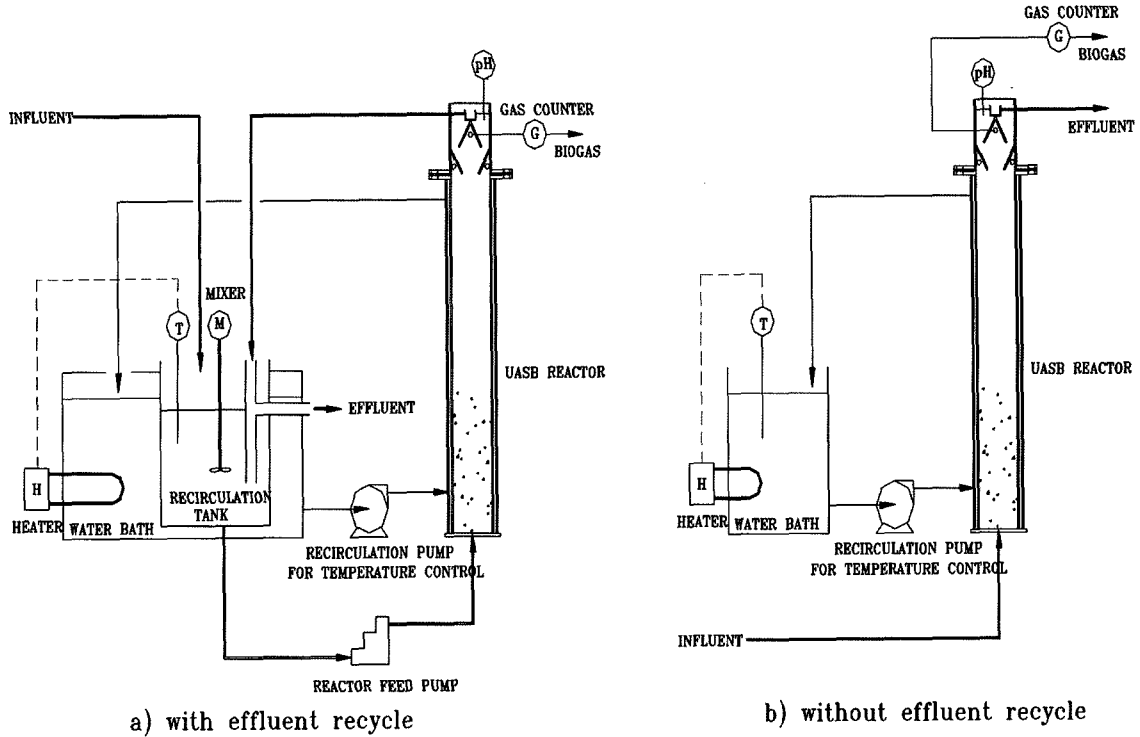 INFLUENT
pH
GAS COUNTER
G
BIOGAS
MIXER
T
M
UASB REACTOR
EFFLUENT
H
RECIRCULATION
TANK
HEATER
WATER BATH
RECIRCULATION PUMP
FOR TEMPERATURE CONTROL
REACTOR FEED PUMP
a) with effluent recycle
GAS COUNTER
G
BIOGAS
pH
EFFLUENT
T
UASB REACTOR
H
HEATER
WATER BATH
RECIRCULATION PUMP
FOR TEMPERATURE CONTROL
INFLUENT
b) without effluent recycle